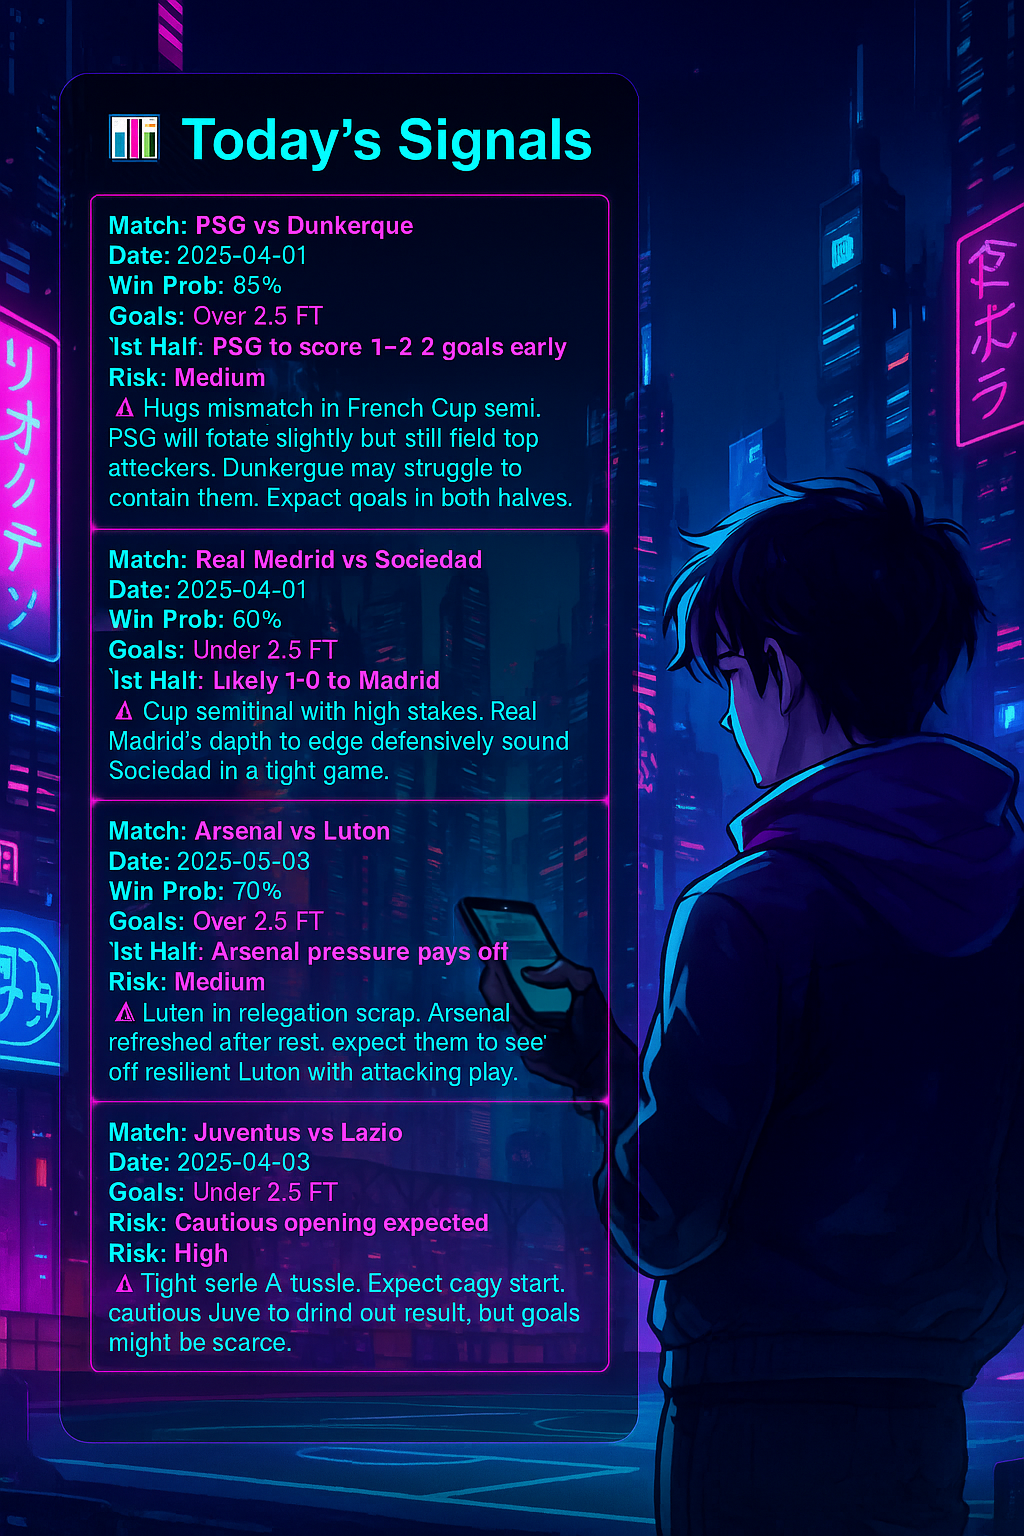 Today's Signals
Match: PSG vs Dunkerque
Date: 2025-04-01
Win Prob: 85%
Goals: Over 2.5 FT
1st Half: PSG to score 1–2 2 goals early
Risk: Medium
Hugs mismatch in French Cup semi.
PSG will fotate slightly but still field top
atteckers. Dunkergue may struggle to
contain them. Expact qoals in both halves.
Match: Real Medrid vs Sociedad
Date: 2025-04-01
Win Prob: 60%
Goals: Under 2.5 FT
1st Half: Likely 1-0 to Madrid
Cup semitinal with high stakes. Real
Madrid's dapth to edge defensively sound
Sociedad in a tight game.
Match: Arsenal vs Luton
Date: 2025-05-03
Win Prob: 70%
Goals: Over 2.5 FT
1st Half: Arsenal pressure pays off
Risk: Medium
Luten in relegation scrap. Arsenal
refreshed after rest. expect them to see'
off resilient Luton with attacking play.
Match: Juventus vs Lazio
Date: 2025-04-03
Goals: Under 2.5 FT
Risk: Cautious opening expected
Risk: High
Tight serle A tussle. Expect cagy start.
cautious Juve to drind out result, but goals
might be scarce.